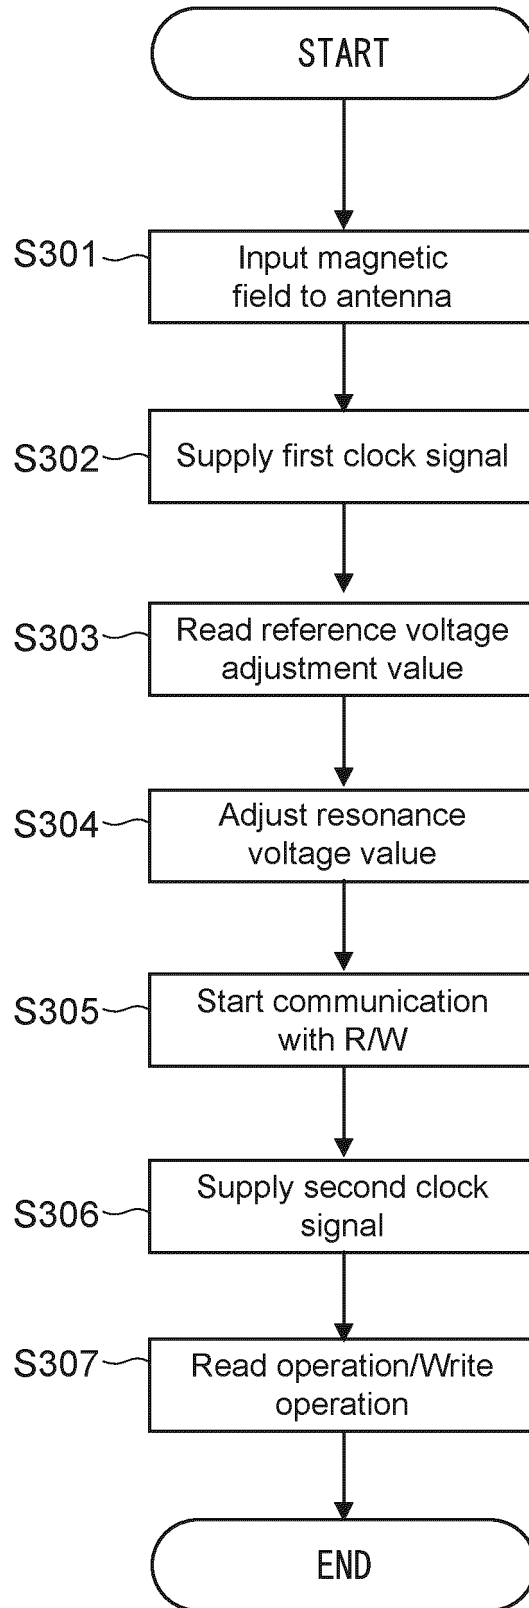 START
S301
Input magnetic
field to antenna
S302
Supply first clock signal
S303
Read reference voltage
adjustment value
S304
Adjust resonance
voltage value
S305
Start communication
with R/W
S306
Supply second clock
signal
S307
Read operation/Write
operation
END